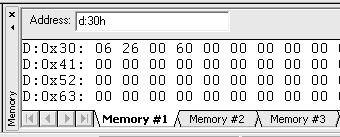 Address: d:30h
D:0x30: 06 26 00 60 00 00 00 00 00
D:0x41: 00 00 00 00 00 00 00 00 00
D:0x52: 00 00 00 00 00 00 00 00 00
D:0x63: 00 00 00 00 00 00 00 00 00
Memory #1 Memory #2 Memory #3
Memory